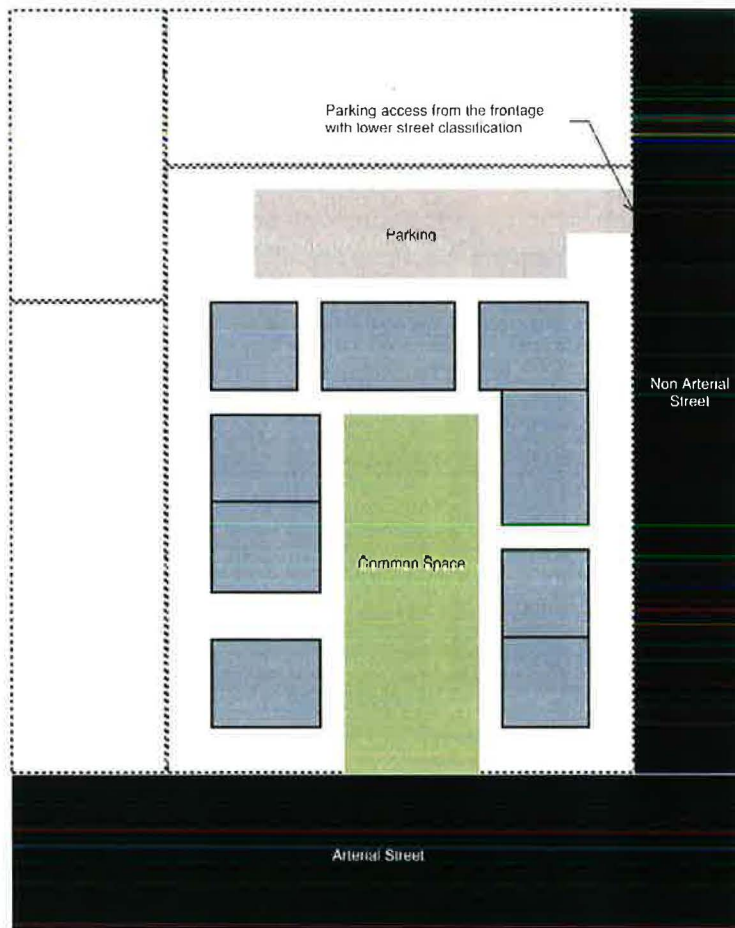 Parking access from the frontage
with lower street classification
Parking
Non Arterial
Street
Common Space
Arterial Street